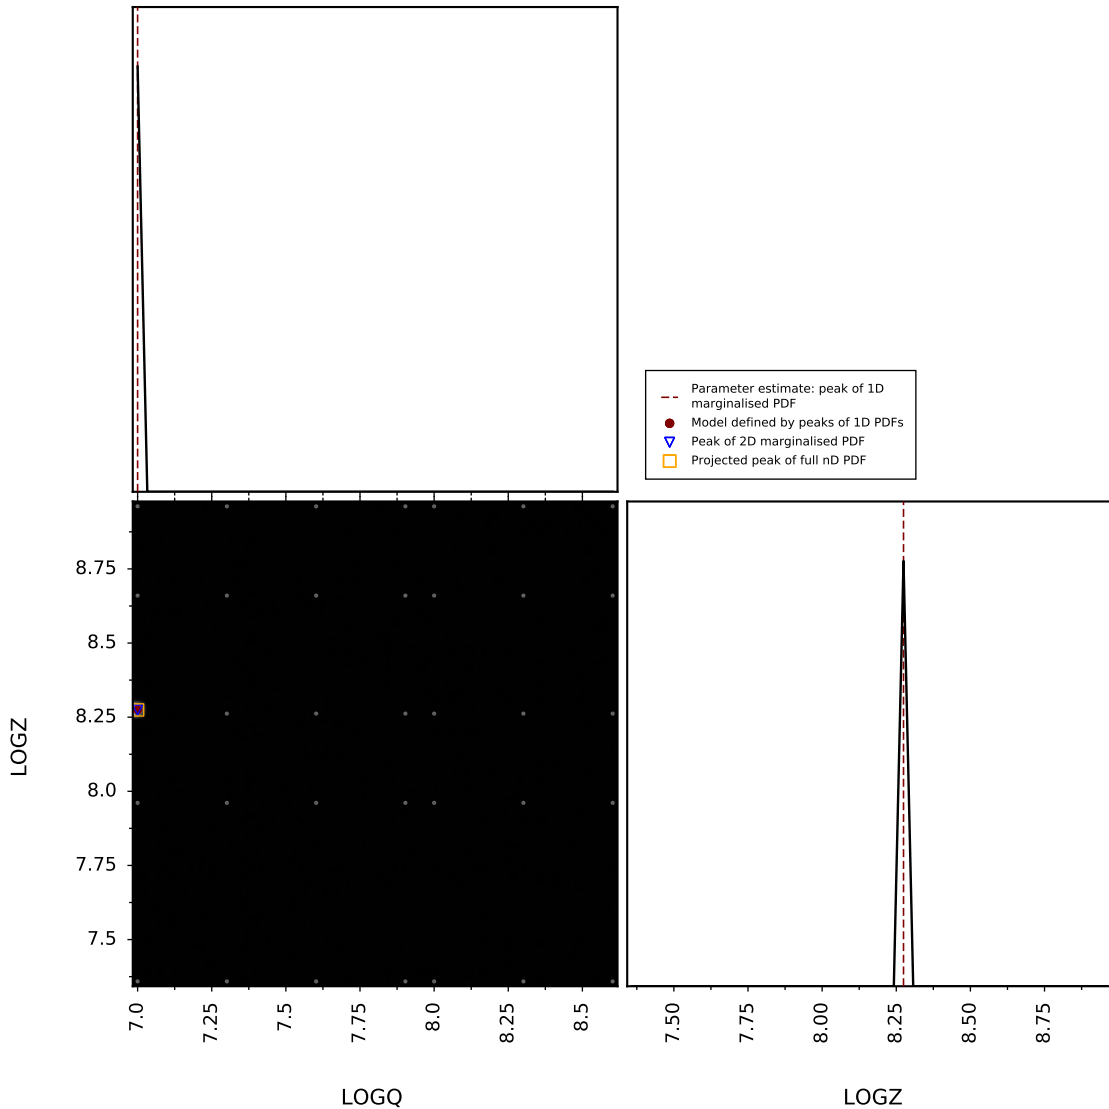 Parameter estimate: peak of 1D
marginalised PDF
Model defined by peaks of 1D PDFs
Peak of 2D marginalised PDF
Projected peak of full nD PDF
8.75
8.5
8.25
8.0
7.75
7.5
LOGZ
7.0
7.25
7.5
7.75
8.0
8.25
8.5
LOGQ
7.50
7.75
8.00
8.25
8.50
8.75
LOGZ